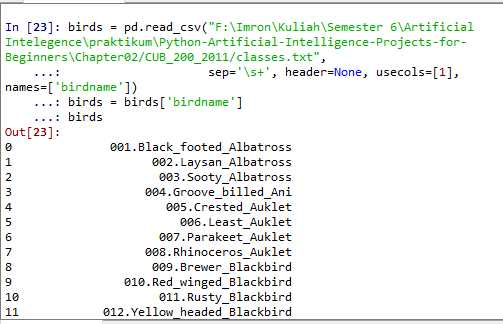 In [23]: birds = pd.read_csv("F:\Imron\Kuliah\Semester 6\Artificial
Intelegence\praktikum\Python-Artificial-Intelligence-Projects-for-
Beginners\Chapter02/CUB_200_2011/classes.txt",
...: sep='\s+', header=None, usecols=[1],
names=['birdname'])
...: birds = birds['birdname']
...: birds
Out[23]:
0 001.Black_footed_Albatross
1 002.Laysan_Albatross
2 003.Sooty_Albatross
3 004.Groove_billed_Ani
4 005.Crested_Auklet
5 006.Least_Auklet
6 007.Parakeet_Auklet
7 008.Rhinoceros_Auklet
8 009.Brewer_Blackbird
9 010.Red_winged_Blackbird
10 011.Rusty_Blackbird
11 012.Yellow_headed_Blackbird